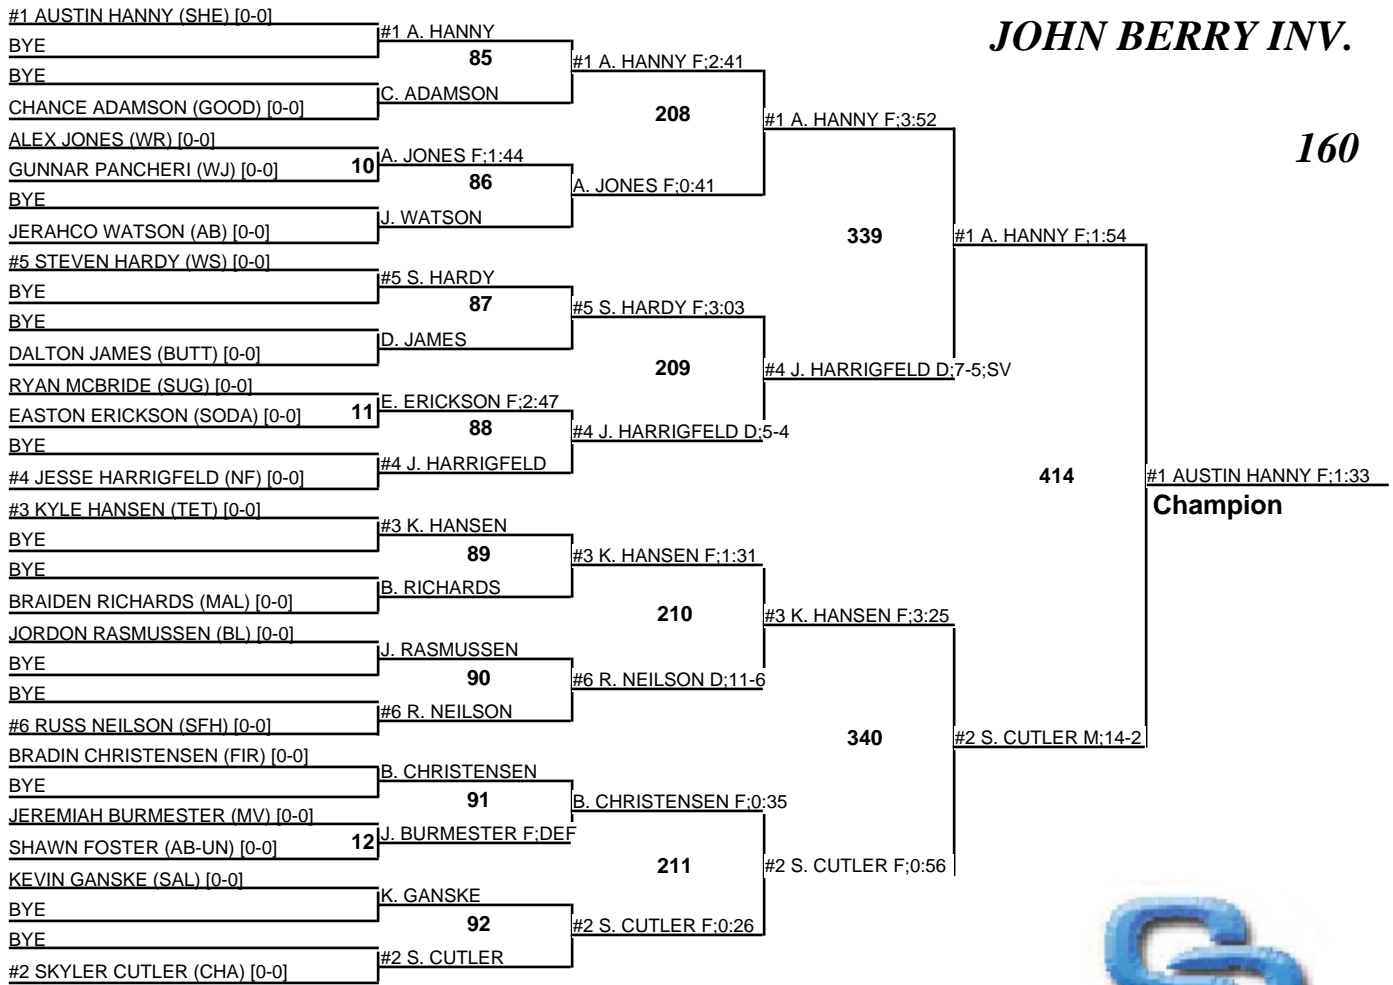 JOHN BERRY INV.
160
#1 AUSTIN HANNY (SHE) [0-0]
BYE
BYE
CHANCE ADAMSON (GOOD) [0-0]
ALEX JONES (WR) [0-0]
GUNNAR PANCHERI (WJ) [0-0]
BYE
JERAHCO WATSON (AB) [0-0]
#5 STEVEN HARDY (WS) [0-0]
BYE
BYE
DALTON JAMES (BUTT) [0-0]
RYAN MCBRIDE (SUG) [0-0]
EASTON ERICKSON (SODA) [0-0]
BYE
#4 JESSE HARRIGFELD (NF) [0-0]
#3 KYLE HANSEN (TET) [0-0]
BYE
BYE
BRAIDEN RICHARDS (MAL) [0-0]
JORDON RASMUSSEN (BL) [0-0]
BYE
BYE
#6 RUSS NEILSON (SFH) [0-0]
BRADIN CHRISTENSEN (FIR) [0-0]
BYE
JEREMIAH BURMESTER (MV) [0-0]
SHAWN FOSTER (AB-UN) [0-0]
KEVIN GANSKE (SAL) [0-0]
BYE
BYE
#2 SKYLER CUTLER (CHA) [0-0]
10
11
12
#1 A. HANNY
85
C. ADAMSON
A. JONES F;1:44
86
J. WATSON
#5 S. HARDY
87
D. JAMES
E. ERICKSON F;2:47
88
#4 J. HARRIGFELD
#3 K. HANSEN
89
B. RICHARDS
J. RASMUSSEN
90
#6 R. NEILSON
B. CHRISTENSEN
91
J. BURMESTER F;DEF
K. GANSKE
92
#2 S. CUTLER
#1 A. HANNY F;2:41
208
A. JONES F;0:41
#5 S. HARDY F;3:03
209
#4 J. HARRIGFELD D;5-4
#3 K. HANSEN F;1:31
210
#6 R. NEILSON D;11-6
B. CHRISTENSEN F;0:35
211
#2 S. CUTLER F;0:26
#1 A. HANNY F;3:52
339
#4 J. HARRIGFELD D;7-5;SV
#3 K. HANSEN F;3:25
340
#2 S. CUTLER F;0:56
#1 A. HANNY F;1:54
414
#2 S. CUTLER M;14-2
#1 AUSTIN HANNY F;1:33
Champion